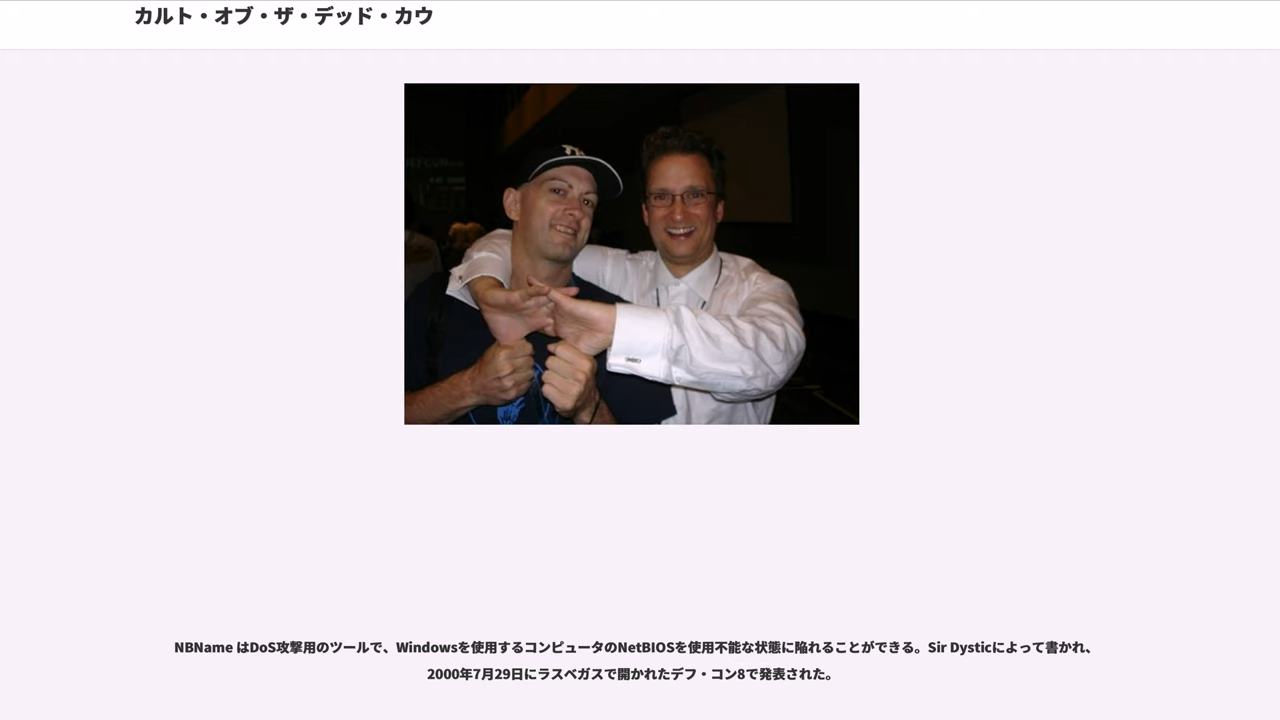 カルト・オブ・ザ・デッド・カウ
NBName はDoS攻撃用のツールで、Windowsを使用するコンピュータのNetBIOSを使用不能な状態に陥れることができる。Sir Dysticによって書かれ、
2000年7月29日にラスベガスで開かれたデフ・コン8で発表された。